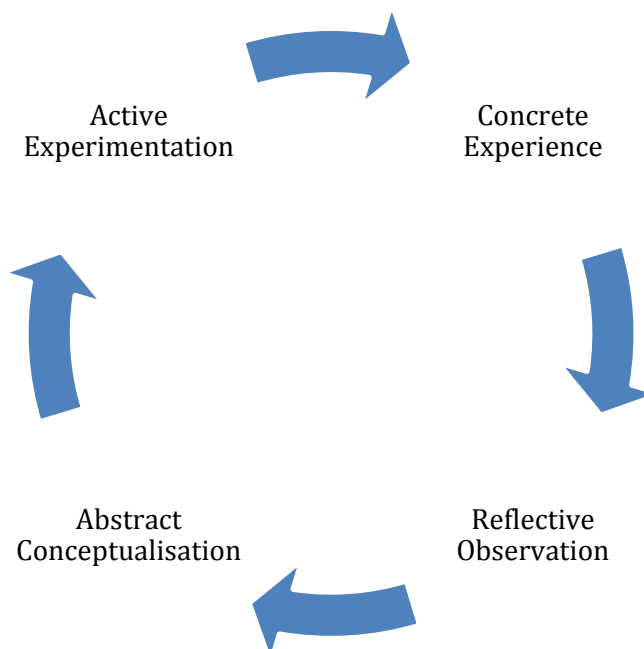 Active
Experimentation
Concrete
Experience
Abstract
Conceptualisation
Reflective
Observation